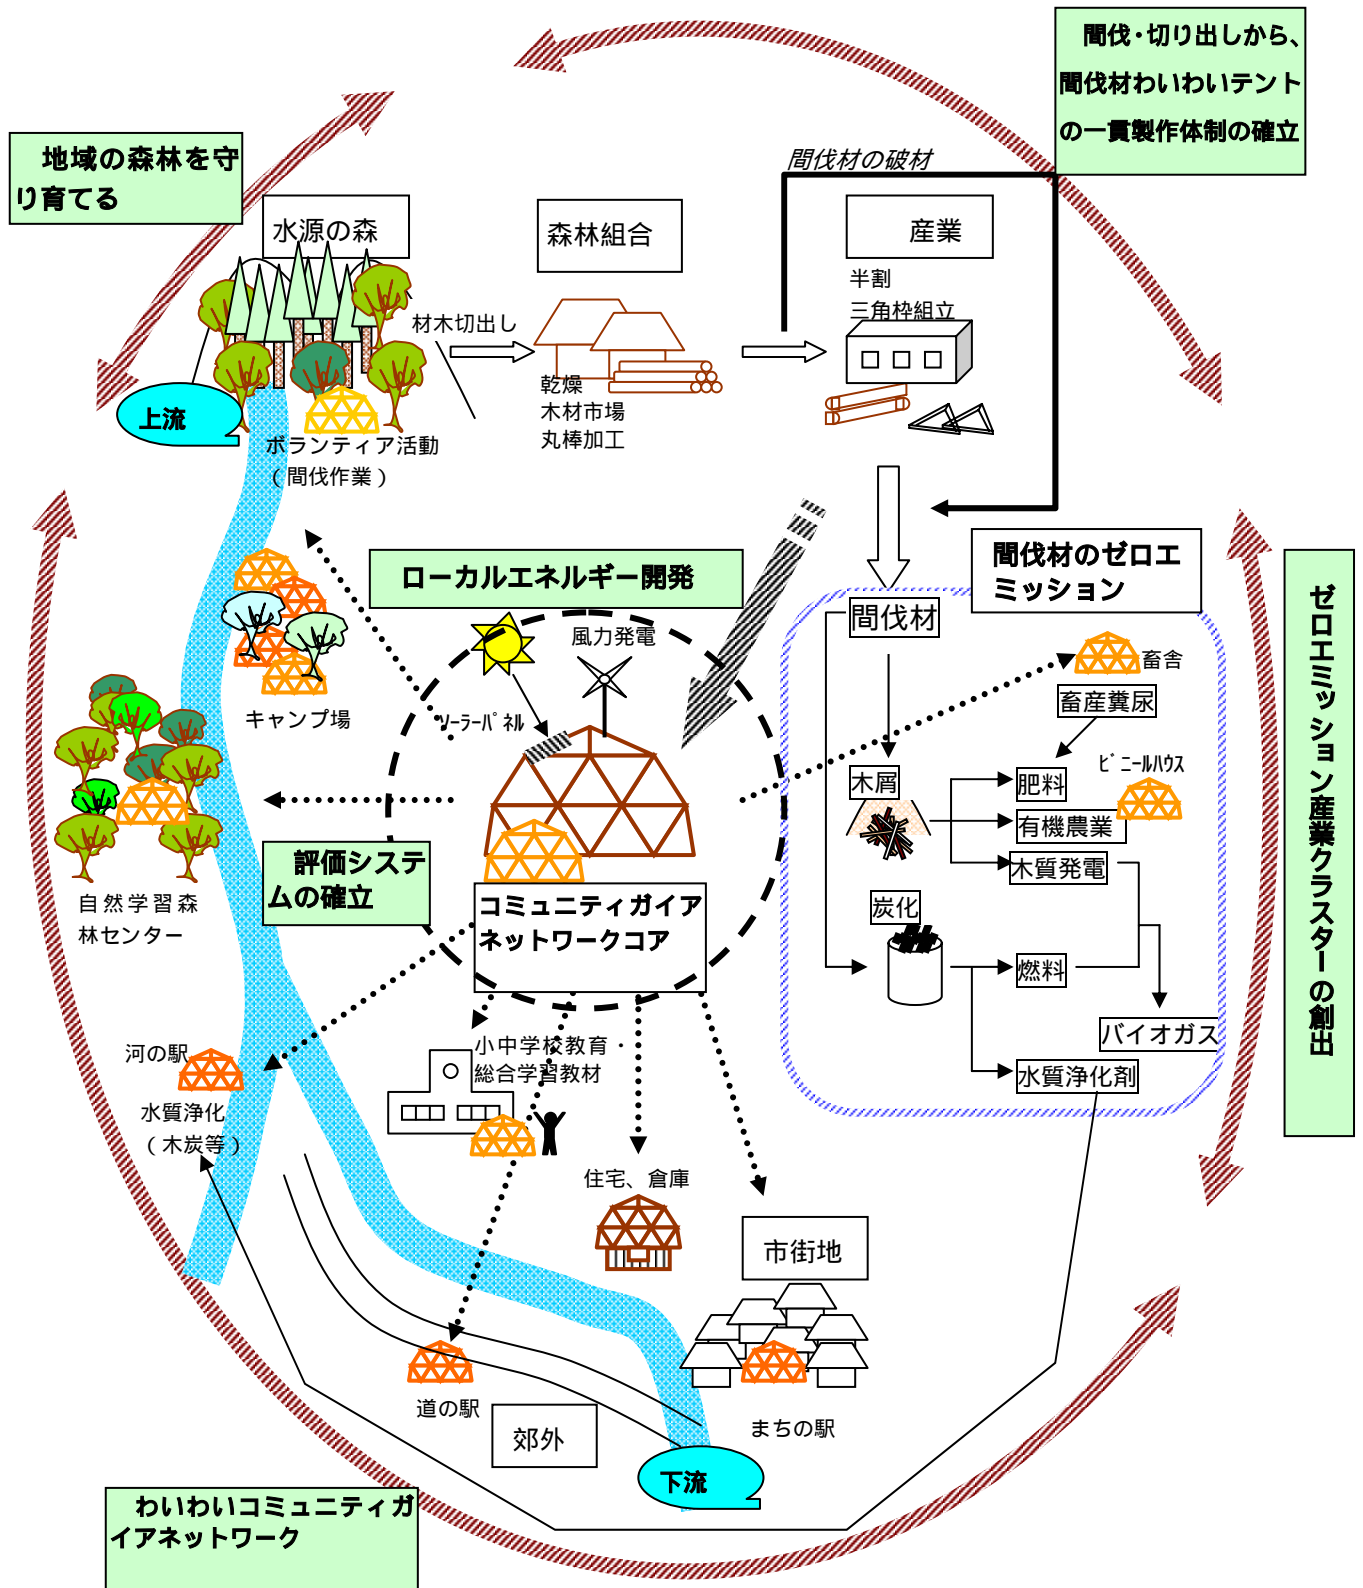 間伐・切り出しから、
間伐材わいわいテント
の一貫製作体制の確立
地域の森林を守
り育てる
間伐材の破材
水源の森
森林組合
産業
半割
三角枠組立
材木切出し
乾燥
木材市場
丸棒加工
上流
ボランティア活動
（間伐作業）
間伐材のゼロエ
ミッション
ローカルエネルギー開発
ゼロエミッション産業クラスターの創出
間伐材
風力発電
畜舎
畜産糞尿
キャンプ場
ソーラーパネル
ビニールハウス
木屑
肥料
有機農業
木質発電
評価システ
ムの確立
自然学習森
林センター
コミュニティガイア
ネットワークコア
炭化
燃料
バイオガス
水質浄化剤
河の駅
水質浄化
（木炭等）
小中学校教育・
総合学習教材
住宅、倉庫
市街地
道の駅
まちの駅
郊外
下流
わいわいコミュニティガ
イアネットワーク